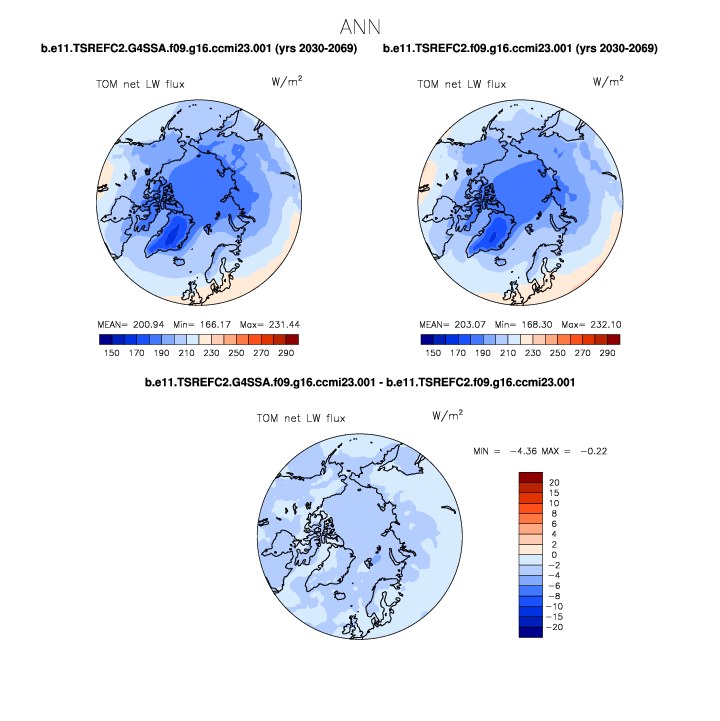 ANN
b.e11.TSREFC2.G4SSA.f09.g16.ccmi23.001 (yrs 2030-2069)
b.e11.TSREFC2.f09.g16.ccmi23.001 (yrs 2030-2069)
TOM net LW flux W/m²
TOM net LW flux W/m²
MEAN= 200.94 Min= 166.17 Max= 231.44
150 170 190 210 230 250 270 290
MEAN= 203.07 Min= 168.30 Max= 232.10
150 170 190 210 230 250 270 290
b.e11.TSREFC2.G4SSA.f09.g16.ccmi23.001 - b.e11.TSREFC2.f09.g16.ccmi23.001
TOM net LW flux W/m²
MIN = -4.36 MAX = -0.22
20
15
10
8
6
4
2
0
-2
-4
-6
-8
-10
-15
-20